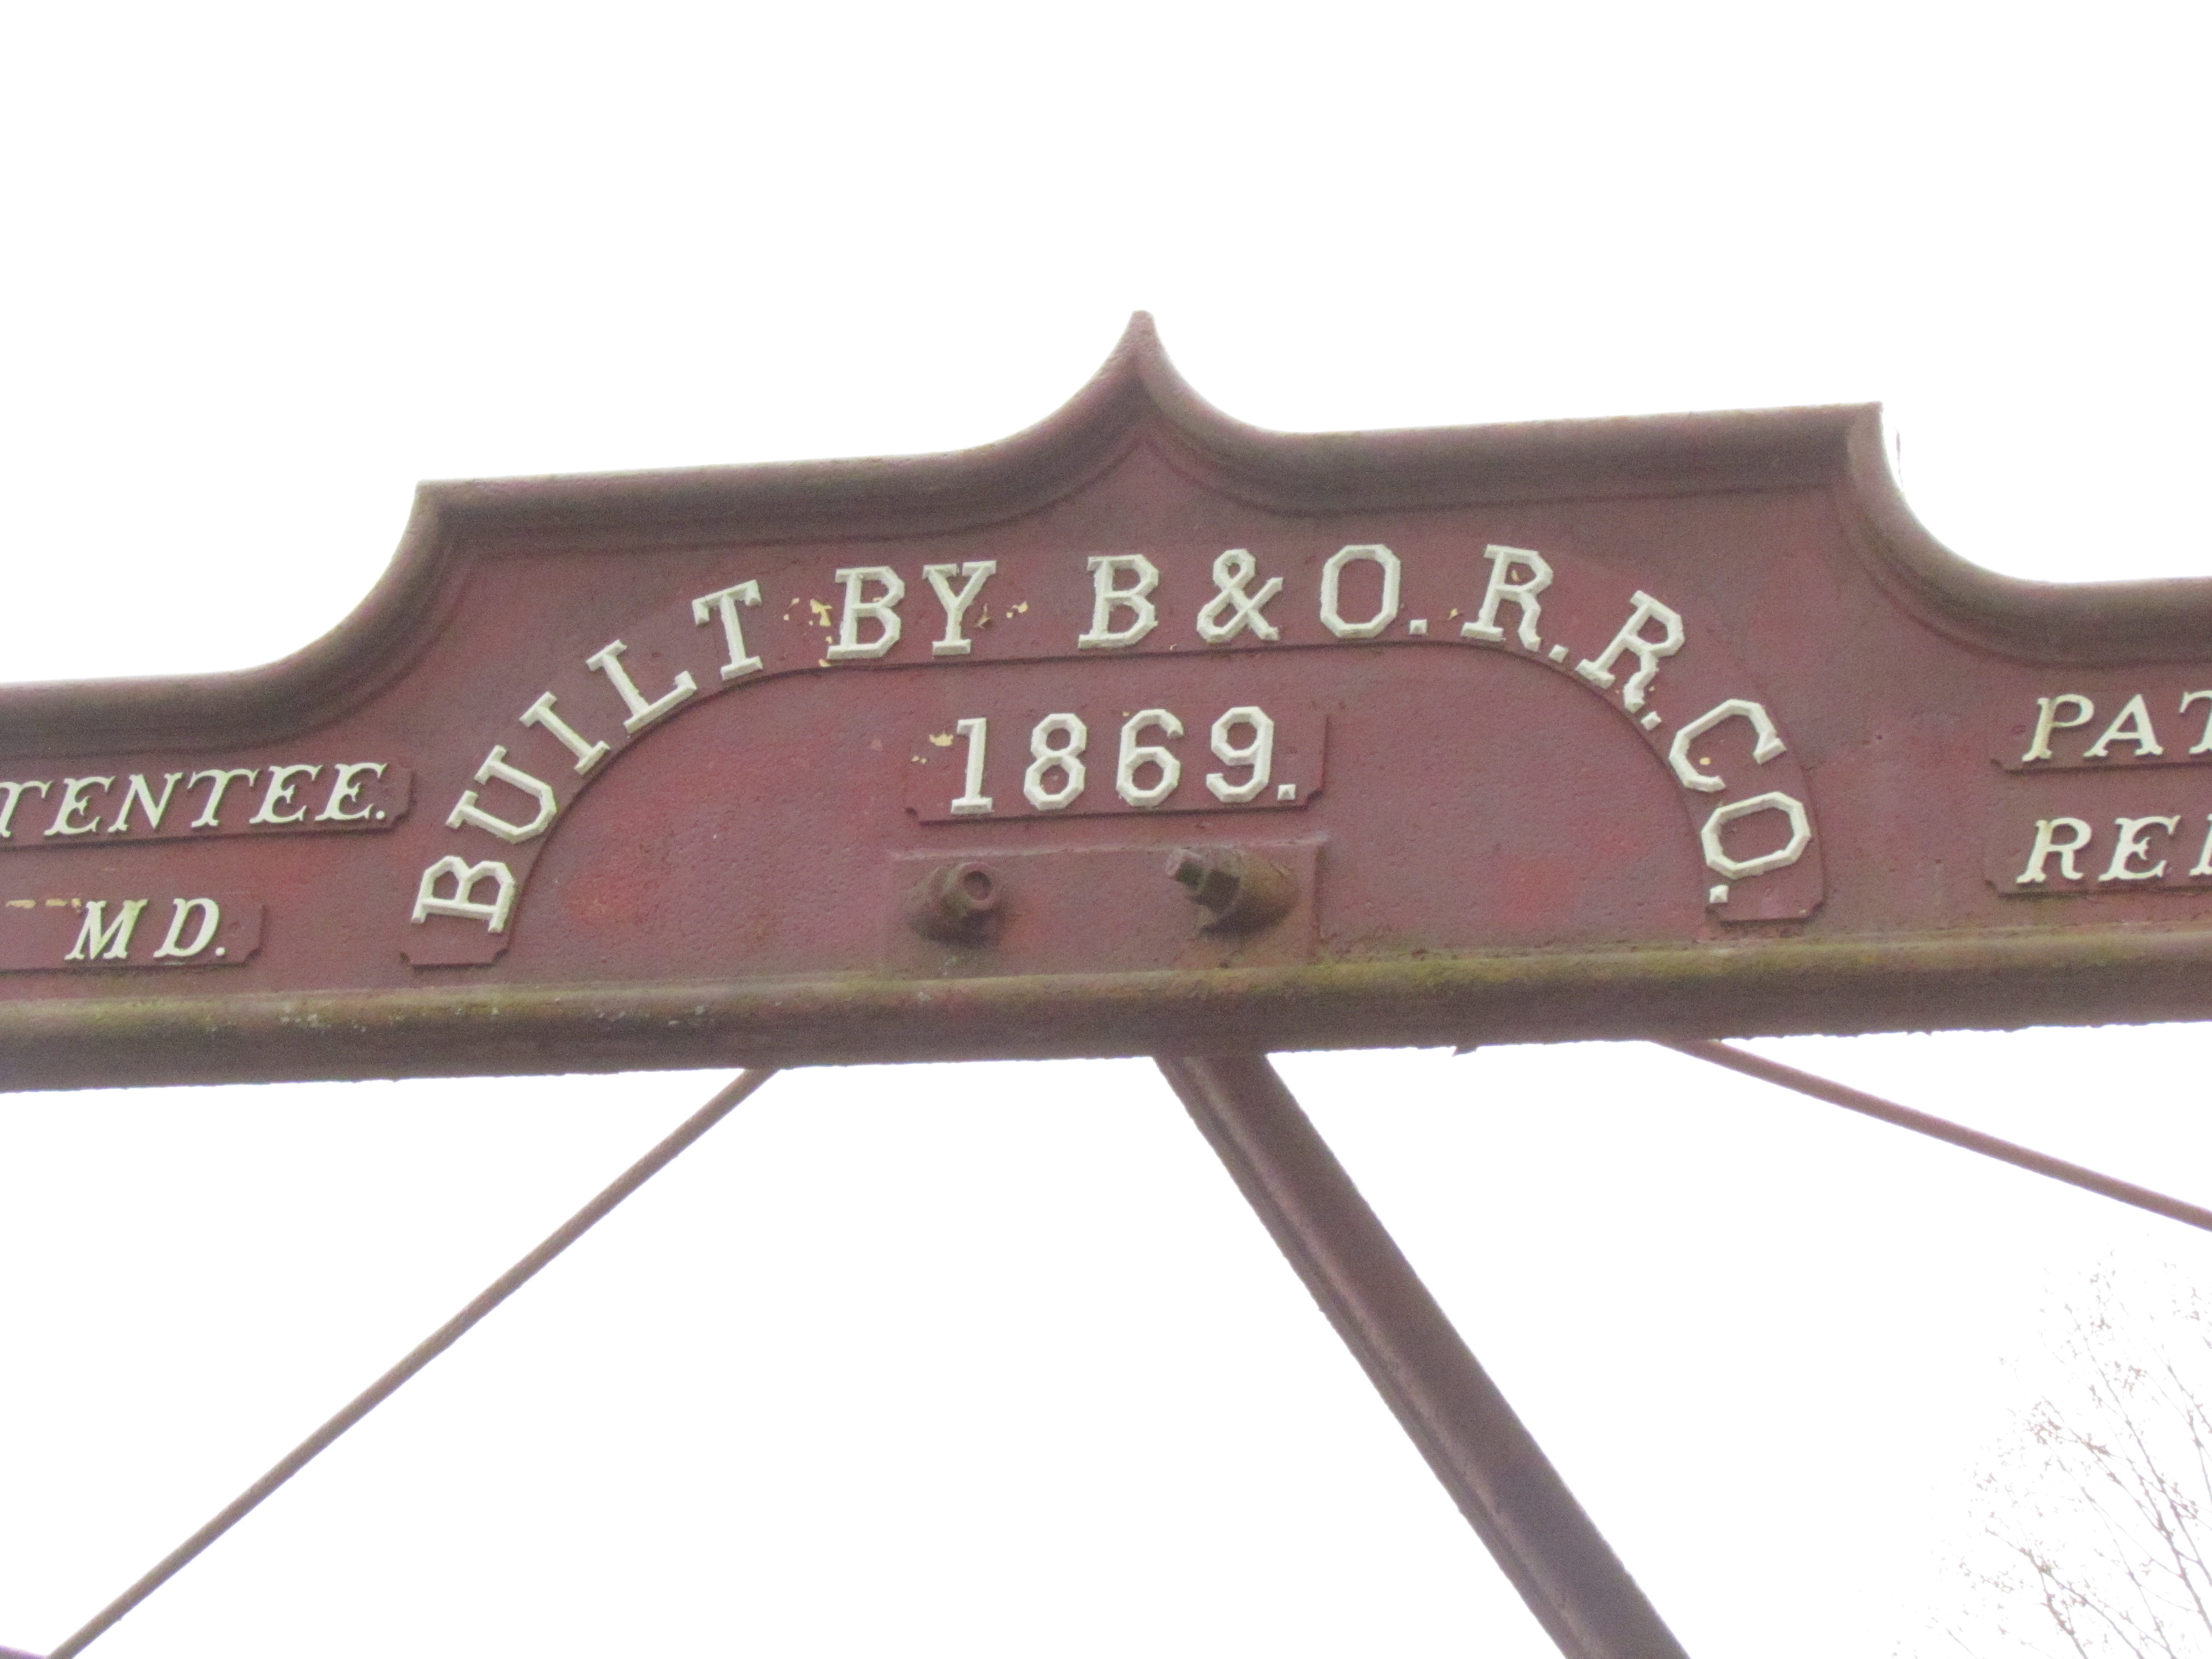 BUILT BY B&O. R.R.CO.
1869.
TENTEE.
MD.
PAT
RE